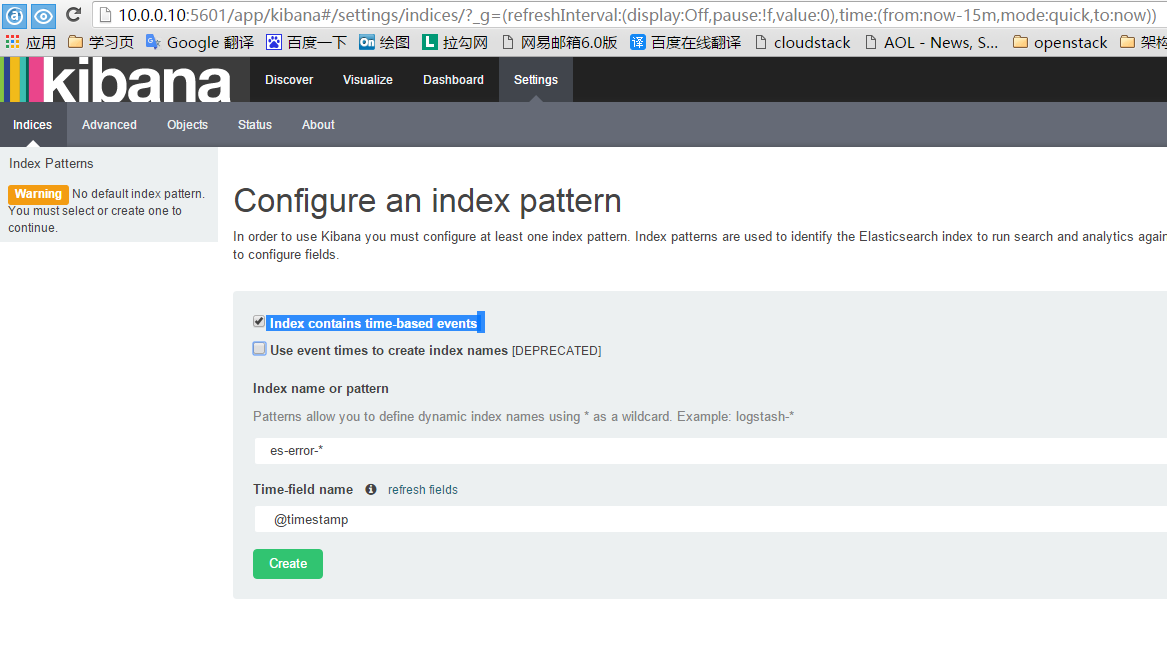 10.0.0.10:5601/app/kibana#/settings/indices/?_g=(refreshInterval:(display:Off,pause:!f,value:0),time:(from:now-15m,mode:quick,to:now))
应用 学习页 Google 翻译 百度一下 On 绘图 L 拉勾网 网易邮箱6.0版 译 百度在线翻译 cloudstack AOL - News, S... openstack 架构
kibana Discover Visualize Dashboard Settings
Indices Advanced Objects Status About
Index Patterns
Warning No default index pattern.
You must select or create one to
continue.
Configure an index pattern
In order to use Kibana you must configure at least one index pattern. Index patterns are used to identify the Elasticsearch index to run search and analytics again
to configure fields.
Index contains time-based events
Use event times to create index names [DEPRECATED]
Index name or pattern
Patterns allow you to define dynamic index names using * as a wildcard. Example: logstash-*
es-error-*
Time-field name refresh fields
@timestamp
Create